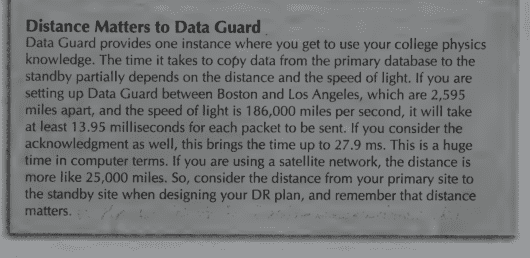 Distance Matters to Data Guard
Data Guard provides one instance where you get to use your college physics
knowledge. The time it takes to copy data from the primary database to the
standby partially depends on the distance and the speed of light. If you are
setting up Data Guard between Boston and Los Angeles, which are 2,595
miles apart, and the speed of light is 186,000 miles per second, it will take
at least 13.95 milliseconds for each packet to be sent. If you consider the
acknowledgment as well, this brings the time up to 27.9 ms. This is a huge
time in computer terms. If you are using a satellite network, the distance is
more like 25,000 miles. So, consider the distance from your primary site to
the standby site when designing your DR plan, and remember that distance
matters.